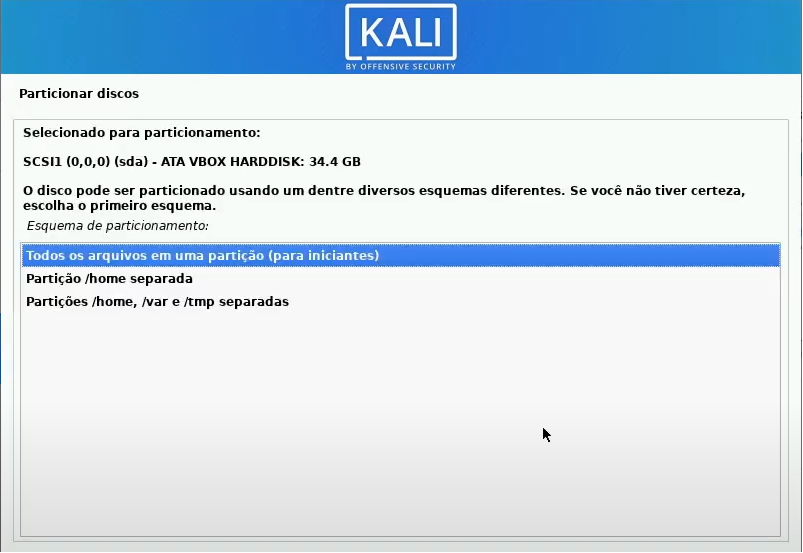 KALI
BY OFFENSIVE SECURITY
Particionar discos
Selecionado para particionamento:
SCSI1 (0,0,0) (sda) - ATA VBOX HARDDISK: 34.4 GB
O disco pode ser particionado usando um dentre diversos esquemas diferentes. Se você não tiver certeza,
escolha o primeiro esquema.
Esquema de particionamento:
Todos os arquivos em uma partição (para iniciantes)
Partição /home separada
Partições /home, /var e /tmp separadas